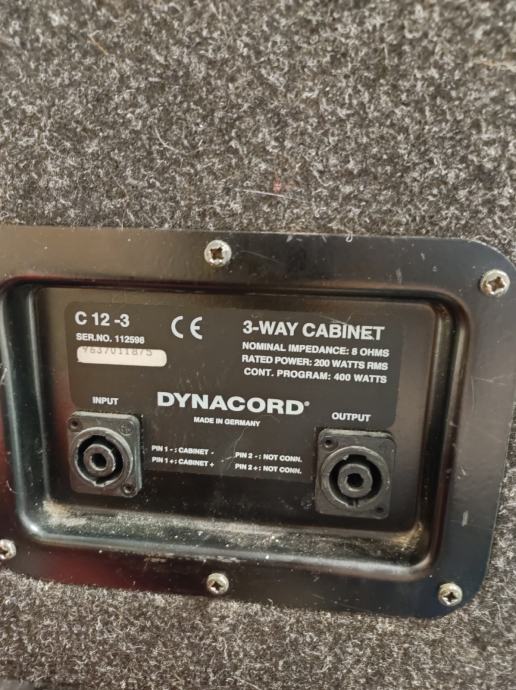 C 12 -3
CE
3-WAY CABINET
SER.NO. 112598
NOMINAL IMPEDANCE: 8 OHMS
RATED POWER: 200 WATTS RMS
CONT. PROGRAM: 400 WATTS
INPUT
DYNACORD®
OUTPUT
MADE IN GERMANY
PIN 1 - : CABINET -
PIN 2 - : NOT CONN.
PIN 1 + : CABINET +
PIN 2 + : NOT CONN.